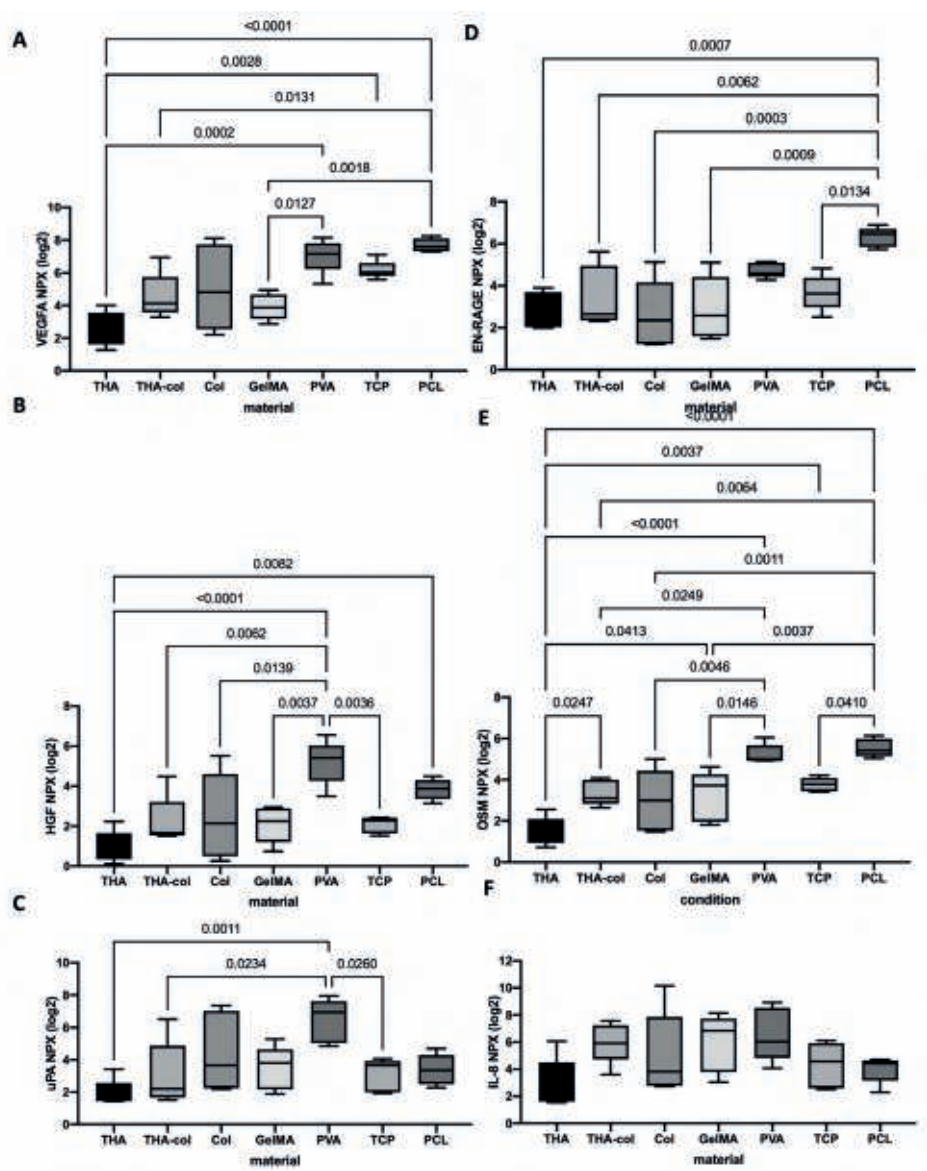 A
<0.0001
0.0028
0.0131
0.0002
0.0018
0.0127
VEGFA NPX (log2)
10
8
6
4
2
0
THA THA-col Col GelMA PVA TCP PCL
material
B
0.0082
<0.0001
0.0062
0.0139
0.0037 0.0036
HGF NPX (log2)
8
6
4
2
0
THA THA-col Col GelMA PVA TCP PCL
material
C
0.0011
0.0234 0.0260
uPA NPX (log2)
10
8
6
4
2
0
THA THA-col Col GelMA PVA TCP PCL
material
D
0.0007
0.0062
0.0003
0.0009
0.0134
EN-RAGE NPX (log2)
8
6
4
2
0
THA THA-col Col GelMA PVA TCP PCL
material
E
<0.0001
0.0037
0.0064
<0.0001
0.0011
0.0249
0.0413 0.0037
0.0046
0.0247 0.0146 0.0410
OSM NPX (log2)
8
6
4
2
0
THA THA-col Col GelMA PVA TCP PCL
condition
F
IL-8 NPX (log2)
12
10
8
6
4
2
0
THA THA-col Col GelMA PVA TCP PCL
material